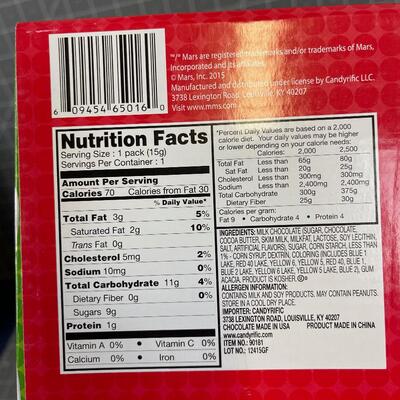 ™/® Mars are registered trademarks and/or trademarks of Mars,
Incorporated and its affiliates.
© Mars, Inc. 2015
Manufactured and distributed under license by Candyrific LLC.
3738 Lexington Road, Louisville, KY 40207
Visit us at www.mms.com
6 09454 65016 0
Nutrition Facts
Serving Size : 1 pack (15g)
Servings Per Container : 1
Amount Per Serving
Calories 70 Calories from Fat 30
% Daily Value*
Total Fat 3g 5%
Saturated Fat 2g 10%
Trans Fat 0g
Cholesterol 5mg 2%
Sodium 10mg 0%
Total Carbohydrate 11g 4%
Dietary Fiber 0g 0%
Sugars 9g
Protein 1g
Vitamin A 0% • Vitamin C 0%
Calcium 0% • Iron 0%
*Percent Daily Values are based on a 2,000
calorie diet. Your daily values may be higher
or lower depending on your calorie needs:
Calories: 2,000 2,500
Total Fat Less than 65g 80g
Sat Fat Less than 20g 25g
Cholesterol Less than 300mg 300mg
Sodium Less than 2,400mg 2,400mg
Total Carbohydrate 300g 375g
Dietary Fiber 25g 30g
Calories per gram:
Fat 9 • Carbohydrate 4 • Protein 4
INGREDIENTS: MILK CHOCOLATE (SUGAR, CHOCOLATE,
COCOA BUTTER, SKIM MILK, MILKFAT, LACTOSE, SOY LECITHIN,
SALT, ARTIFICIAL FLAVORS), SUGAR, CORN STARCH, LESS THAN
1% - CORN SYRUP, DEXTRIN, COLORING (INCLUDES BLUE 1
LAKE, RED 40 LAKE, YELLOW 6, YELLOW 5, RED 40, BLUE 1,
BLUE 2 LAKE, YELLOW 6 LAKE, YELLOW 5 LAKE, BLUE 2), GUM
ACACIA. PRODUCT IS KOSHER.
ALLERGEN INFORMATION:
CONTAINS MILK AND SOY PRODUCTS. MAY CONTAIN PEANUTS.
STORE IN A COOL DRY PLACE.
IMPORTER: CANDYRIFIC
3738 LEXINGTON ROAD, LOUISVILLE, KY 40207
CHOCOLATE MADE IN USA PRODUCT MADE IN CHINA
CANDYRIFIC
ITEM NO.: 90181
LOT NO.: 12415GF